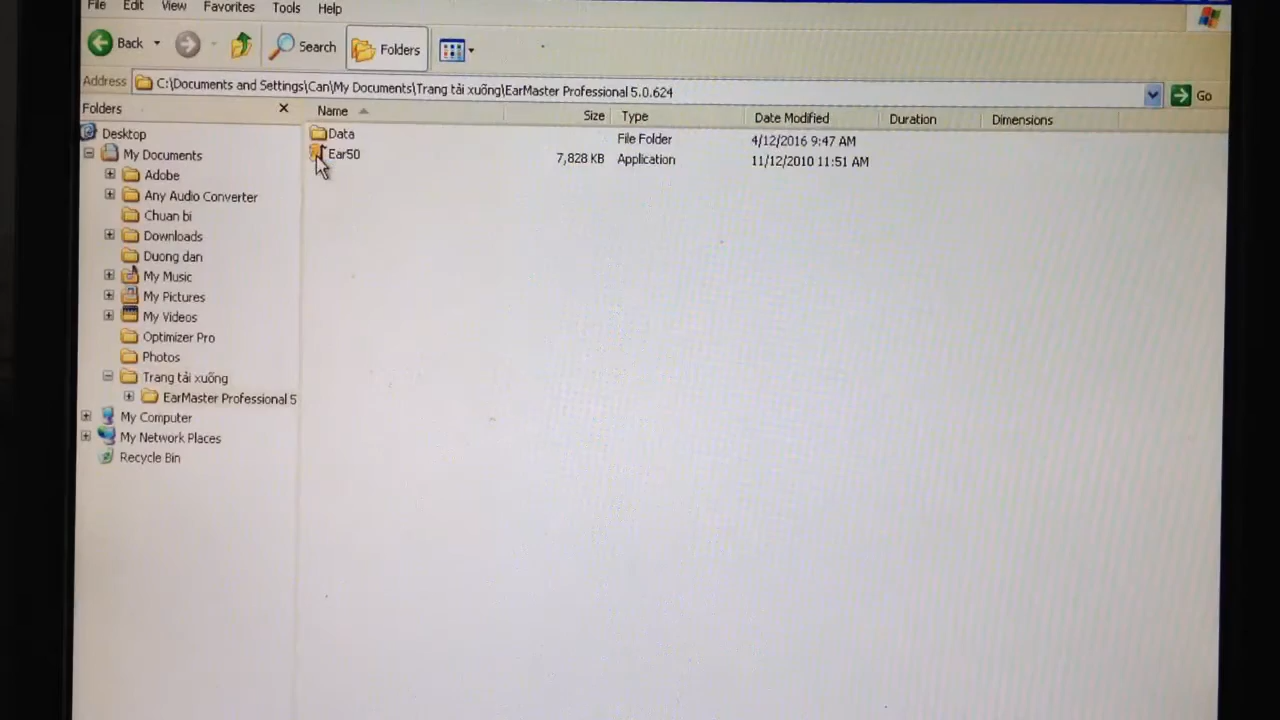 File Edit View Favorites Tools Help
Back Search Folders
Address C:\Documents and Settings\Can\My Documents\Trang tải xuống\EarMaster Professional 5.0.624 Go
Folders
Name Size Type Date Modified Duration Dimensions
Desktop
My Documents
Adobe
Any Audio Converter
Chuan bi
Downloads
Duong dan
My Music
My Pictures
My Videos
Optimizer Pro
Photos
Trang tải xuống
EarMaster Professional 5
My Computer
My Network Places
Recycle Bin
Data File Folder 4/12/2016 9:47 AM
Ear50 7,828 KB Application 11/12/2010 11:51 AM